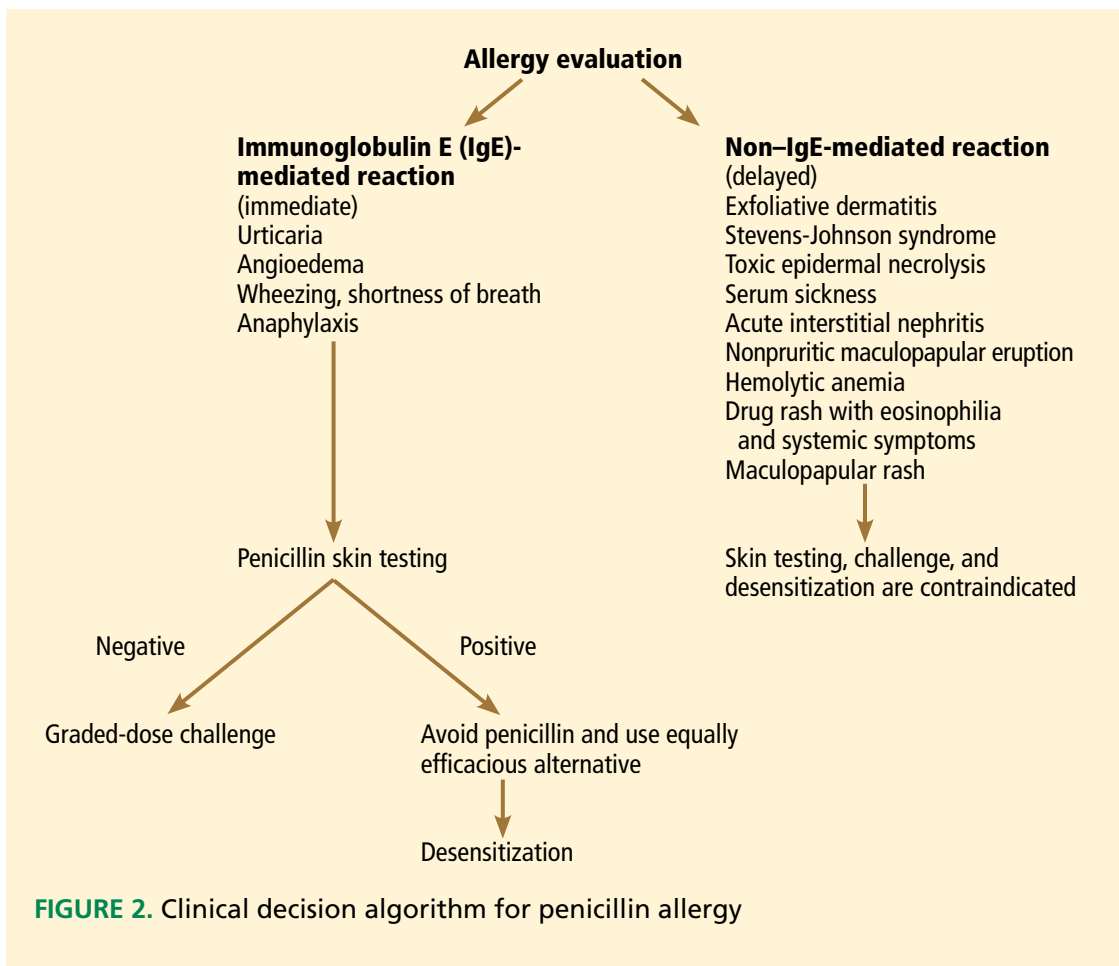 Allergy evaluation
Immunoglobulin E (IgE)-
mediated reaction
(immediate)
Urticaria
Angioedema
Wheezing, shortness of breath
Anaphylaxis
Non–IgE-mediated reaction
(delayed)
Exfoliative dermatitis
Stevens-Johnson syndrome
Toxic epidermal necrolysis
Serum sickness
Acute interstitial nephritis
Nonpruritic maculopapular eruption
Hemolytic anemia
Drug rash with eosinophilia
and systemic symptoms
Maculopapular rash
Penicillin skin testing
Skin testing, challenge, and
desensitization are contraindicated
Negative
Positive
Graded-dose challenge
Avoid penicillin and use equally
efficacious alternative
Desensitization
FIGURE 2. Clinical decision algorithm for penicillin allergy